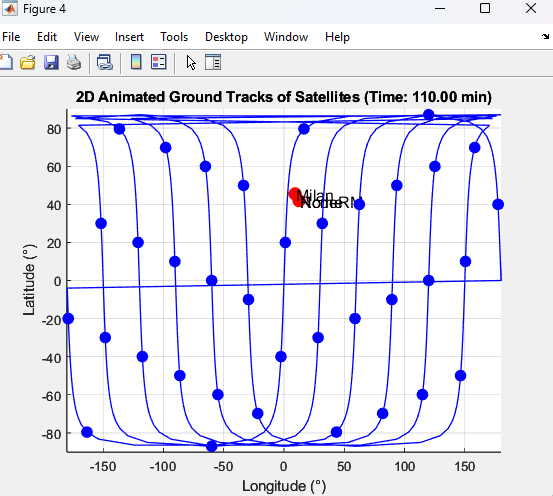 Figure 4
File Edit View Insert Tools Desktop Window Help
2D Animated Ground Tracks of Satellites (Time: 110.00 min)
80
60
40
20
0
-20
-40
-60
-80
Latitude (°)
Milan
-150 -100 -50 0 50 100 150
Longitude (°)